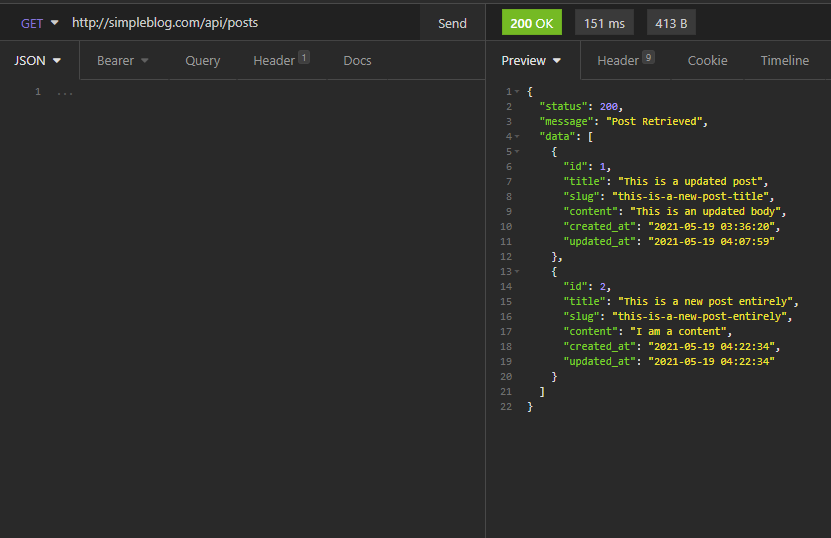 GET http://simpleblog.com/api/posts Send 200 OK 151 ms 413 B
JSON Bearer Query Header 1 Docs Preview Header 9 Cookie Timeline
1 ...
1 {
2 "status": 200,
3 "message": "Post Retrieved",
4 "data": [
5 {
6 "id": 1,
7 "title": "This is a updated post",
8 "slug": "this-is-a-new-post-title",
9 "content": "This is an updated body",
10 "created_at": "2021-05-19 03:36:20",
11 "updated_at": "2021-05-19 04:07:59"
12 },
13 {
14 "id": 2,
15 "title": "This is a new post entirely",
16 "slug": "this-is-a-new-post-entirely",
17 "content": "I am a content",
18 "created_at": "2021-05-19 04:22:34",
19 "updated_at": "2021-05-19 04:22:34"
20 }
21 ]
22 }